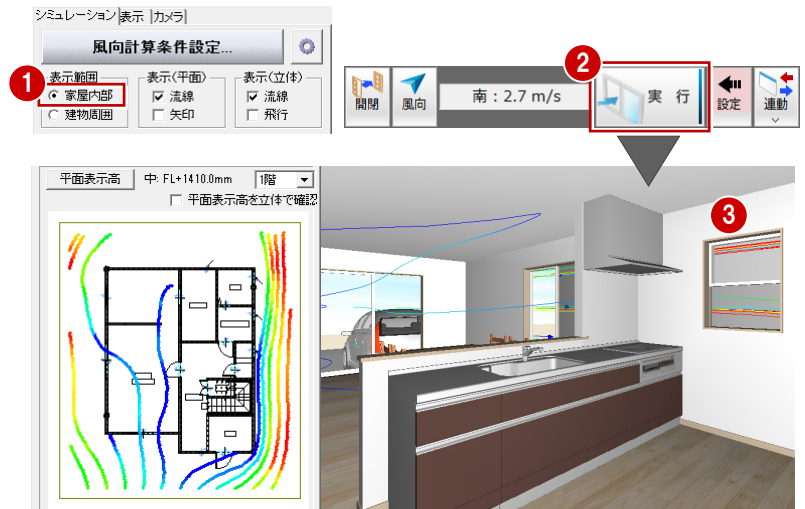 シミュレーション 表示 カメラ
風向計算条件設定...
1
表示範囲 表示(平面) 表示(立体)
家屋内部 流線 流線
建物周囲 矢印 飛行
2
開閉 風向 南：2.7 m/s 実 行 設定 連動
平面表示高 中: FL+1410.0mm 1階
平面表示高を立体で確認
3